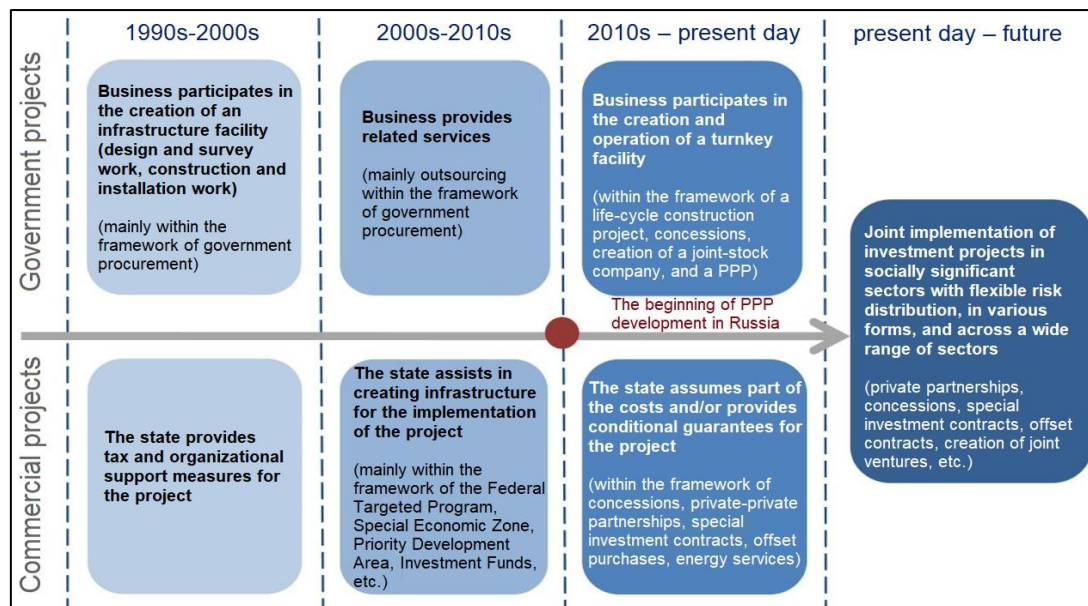 1990s-2000s
2000s-2010s
2010s – present day
present day – future
Government projects
Business participates in
the creation of an
infrastructure facility
(design and survey
work, construction and
installation work)
(mainly within the
framework of government
procurement)
Business provides
related services
(mainly outsourcing within
the framework
of government
procurement)
Business participates in
the creation and
operation of a turnkey
facility
(within the framework of a
life-cycle construction
project, concessions,
creation of a joint-stock
company, and a PPP)
The beginning of PPP
development in Russia
Joint implementation of
investment projects in
socially significant
sectors with flexible risk
distribution, in various
forms, and across a wide
range of sectors
(private partnerships,
concessions, special
investment contracts, offset
contracts, creation of joint
ventures, etc.)
Commercial projects
The state provides
tax and organizational
support measures for
the project
The state assists in
creating infrastructure
for the implementation
of the project
(mainly within the
framework of the Federal
Targeted Program,
Special Economic Zone,
Priority Development
Area, Investment Funds,
etc.)
The state assumes part of
the costs and/or provides
conditional guarantees for
the project
(within the framework of
concessions, private-private
partnerships, special
investment contracts, offset
purchases, energy services)